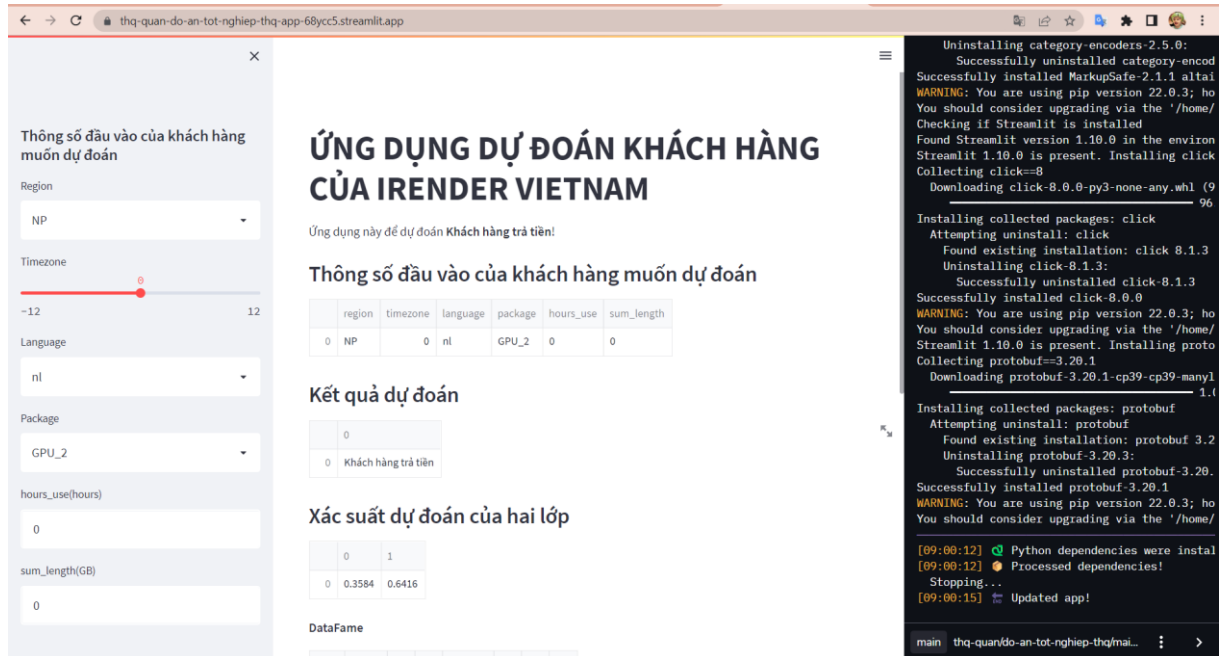 thq-quan-do-an-tot-nghiep-thq-app-68ycc5.streamlit.app
Thông số đầu vào của khách hàng
muốn dự đoán
Region
NP
Timezone
0
-12 12
Language
nl
Package
GPU_2
hours_use(hours)
0
sum_length(GB)
0
ỨNG DỤNG DỰ ĐOÁN KHÁCH HÀNG
CỦA IRENDER VIETNAM
Ứng dụng này để dự đoán Khách hàng trả tiền!
Thông số đầu vào của khách hàng muốn dự đoán
region timezone language package hours_use sum_length
0 NP 0 nl GPU_2 0 0
Kết quả dự đoán
0
0 Khách hàng trả tiền
Xác suất dự đoán của hai lớp
0 1
0 0.3584 0.6416
DataFame
Uninstalling category-encoders-2.5.0:
Successfully uninstalled category-encod
Successfully installed MarkupSafe-2.1.1 altai
WARNING: You are using pip version 22.0.3; ho
You should consider upgrading via the '/home/
Checking if Streamlit is installed
Found Streamlit version 1.10.0 in the environ
Streamlit 1.10.0 is present. Installing click
Collecting click==8
Downloading click-8.0.0-py3-none-any.whl (9
96
Installing collected packages: click
Attempting uninstall: click
Found existing installation: click 8.1.3
Uninstalling click-8.1.3:
Successfully uninstalled click-8.1.3
Successfully installed click-8.0.0
WARNING: You are using pip version 22.0.3; ho
You should consider upgrading via the '/home/
Streamlit 1.10.0 is present. Installing proto
Collecting protobuf==3.20.1
Downloading protobuf-3.20.1-cp39-cp39-manyl
1.(
Installing collected packages: protobuf
Attempting uninstall: protobuf
Found existing installation: protobuf 3.2
Uninstalling protobuf-3.20.3:
Successfully uninstalled protobuf-3.20.
Successfully installed protobuf-3.20.1
WARNING: You are using pip version 22.0.3; ho
You should consider upgrading via the '/home/
[09:00:12] Python dependencies were instal
[09:00:12] Processed dependencies!
Stopping...
[09:00:15] Updated app!
main thq-quan/do-an-tot-nghiep-thq/mai...